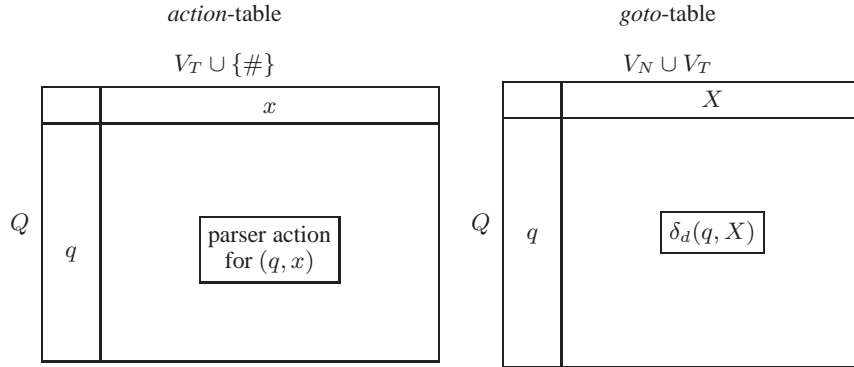 action-table
V_T ∪ {#}
x
Q
q
parser action
for (q, x)
goto-table
V_N ∪ V_T
X
Q
q
δ_d(q, X)